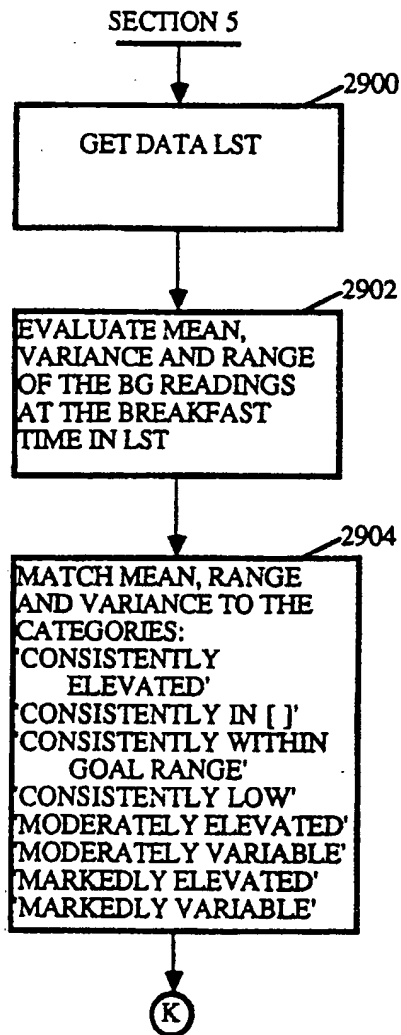 SECTION 5
2900
GET DATA LST
2902
EVALUATE MEAN,
VARIANCE AND RANGE
OF THE BG READINGS
AT THE BREAKFAST
TIME IN LST
2904
MATCH MEAN, RANGE
AND VARIANCE TO THE
CATEGORIES:
'CONSISTENTLY
ELEVATED'
'CONSISTENTLY IN [ ]'
'CONSISTENTLY WITHIN
GOAL RANGE'
'CONSISTENTLY LOW'
'MODERATELY ELEVATED'
'MODERATELY VARIABLE'
'MARKEDLY ELEVATED'
'MARKEDLY VARIABLE'
K